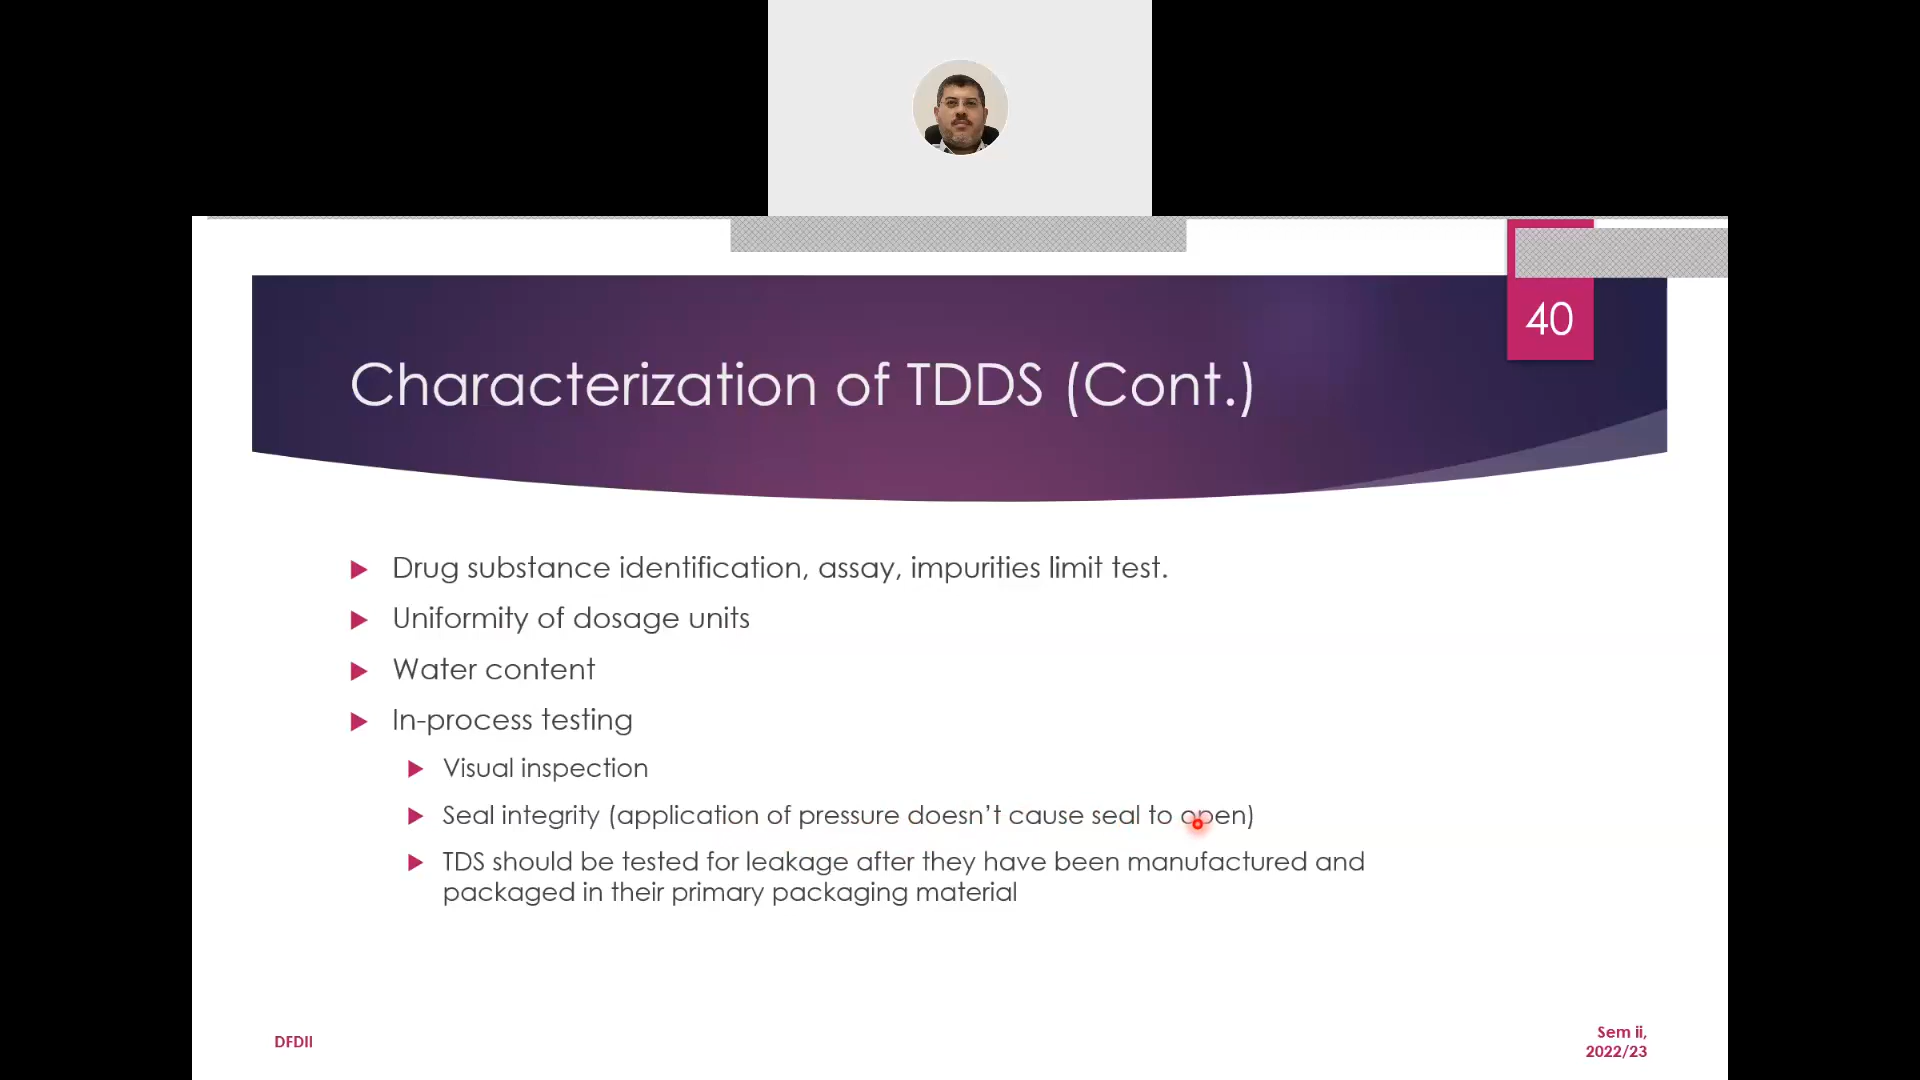 40
Characterization of TDDS (Cont.)
Drug substance identification, assay, impurities limit test.
Uniformity of dosage units
Water content
In-process testing
Visual inspection
Seal integrity (application of pressure doesn’t cause seal to open)
TDS should be tested for leakage after they have been manufactured and
packaged in their primary packaging material
DFDII
Sem ii,
2022/23